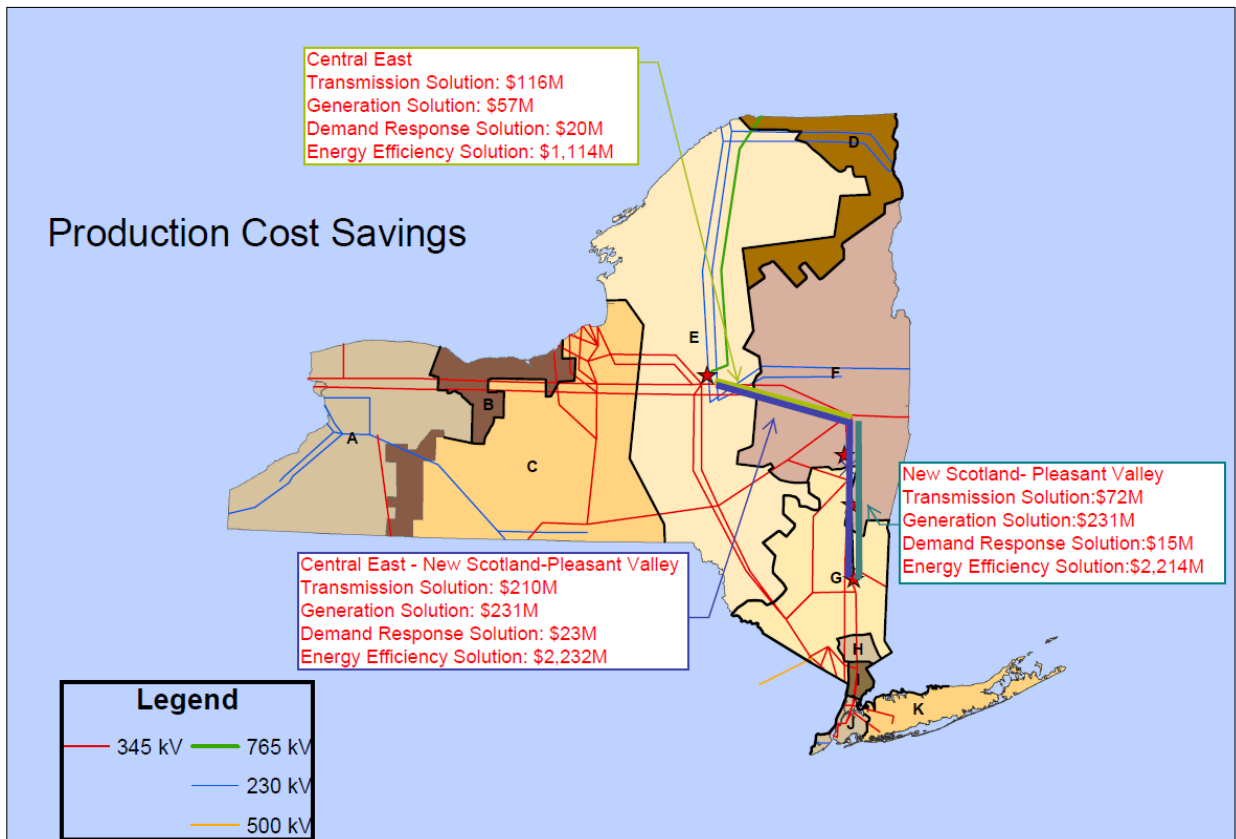 Central East
Transmission Solution: $116M
Generation Solution: $57M
Demand Response Solution: $20M
Energy Efficiency Solution: $1,114M
Production Cost Savings
D
E
F
B
A
C
New Scotland- Pleasant Valley
Transmission Solution:$72M
Generation Solution:$231M
Demand Response Solution:$15M
Energy Efficiency Solution:$2,214M
Central East - New Scotland-Pleasant Valley
Transmission Solution: $210M
Generation Solution: $231M
Demand Response Solution: $23M
Energy Efficiency Solution: $2,232M
G
H
I
K
J
Legend
345 kV 765 kV
230 kV
500 kV